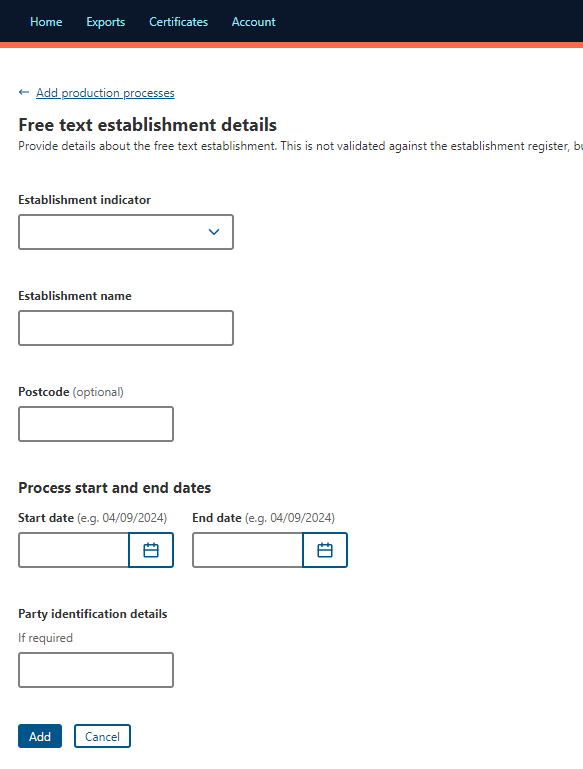 Home Exports Certificates Account
← Add production processes
Free text establishment details
Provide details about the free text establishment. This is not validated against the establishment register,
Establishment indicator
Establishment name
Postcode (optional)
Process start and end dates
Start date (e.g. 04/09/2024) End date (e.g. 04/09/2024)
Party identification details
If required
Add Cancel